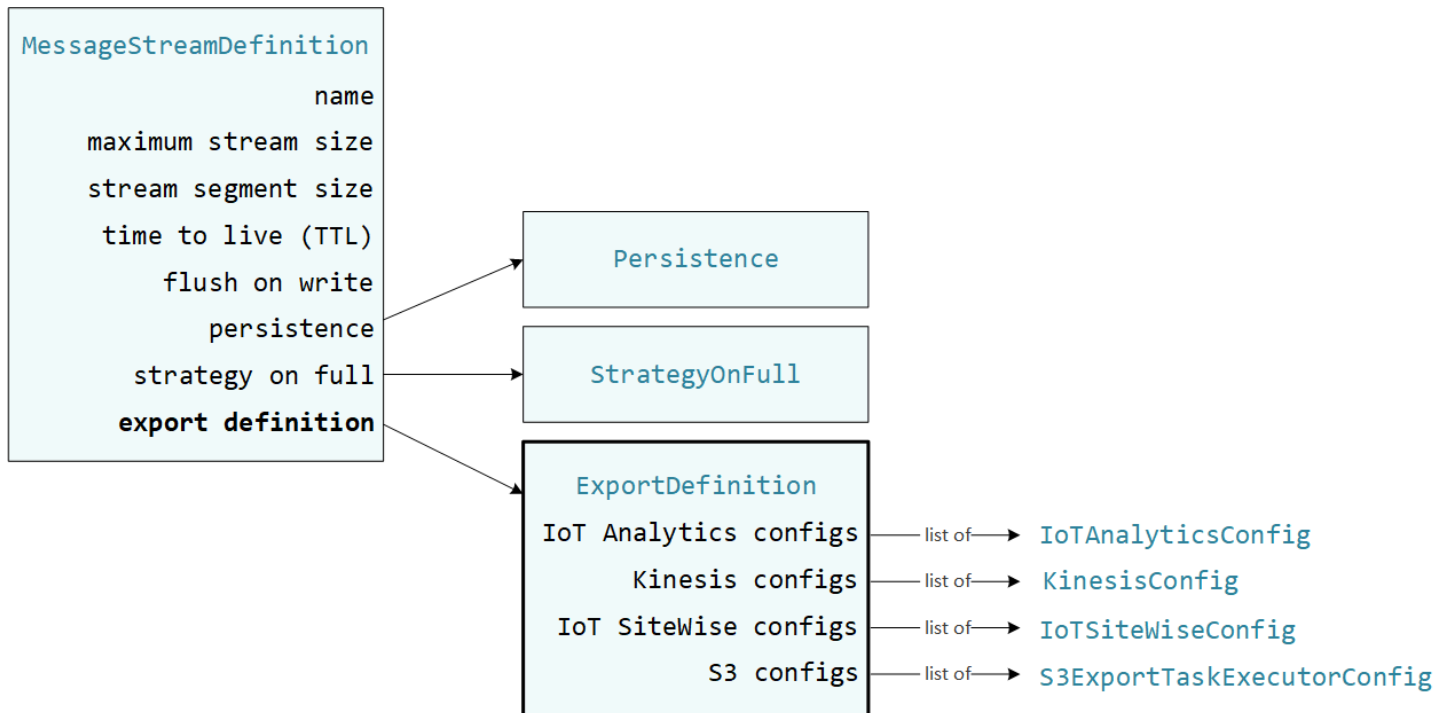 MessageStreamDefinition
name
maximum stream size
stream segment size
time to live (TTL)
flush on write
persistence
strategy on full
export definition
Persistence
StrategyOnFull
ExportDefinition
IoT Analytics configs list of IoTAnalyticsConfig
Kinesis configs list of KinesisConfig
IoT SiteWise configs list of IoTSiteWiseConfig
S3 configs list of S3ExportTaskExecutorConfig